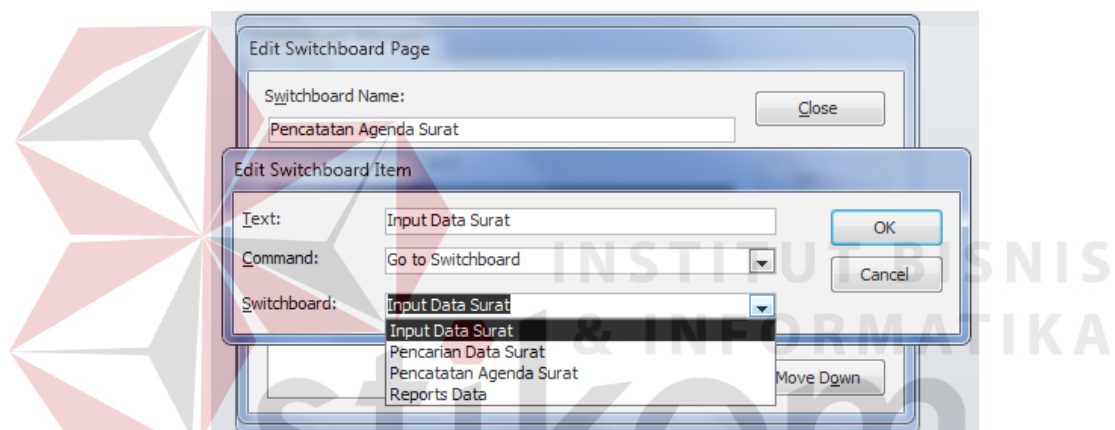 Edit Switchboard Page
Switchboard Name:
Close
Pencatatan Agenda Surat
Edit Switchboard Item
Text:
Input Data Surat
OK
Command:
Go to Switchboard
Cancel
Switchboard:
Input Data Surat
Input Data Surat
Pencarian Data Surat
Pencatatan Agenda Surat
Reports Data
Move Down
INSTITUT BISNIS
& INFORMATIKA
stikom